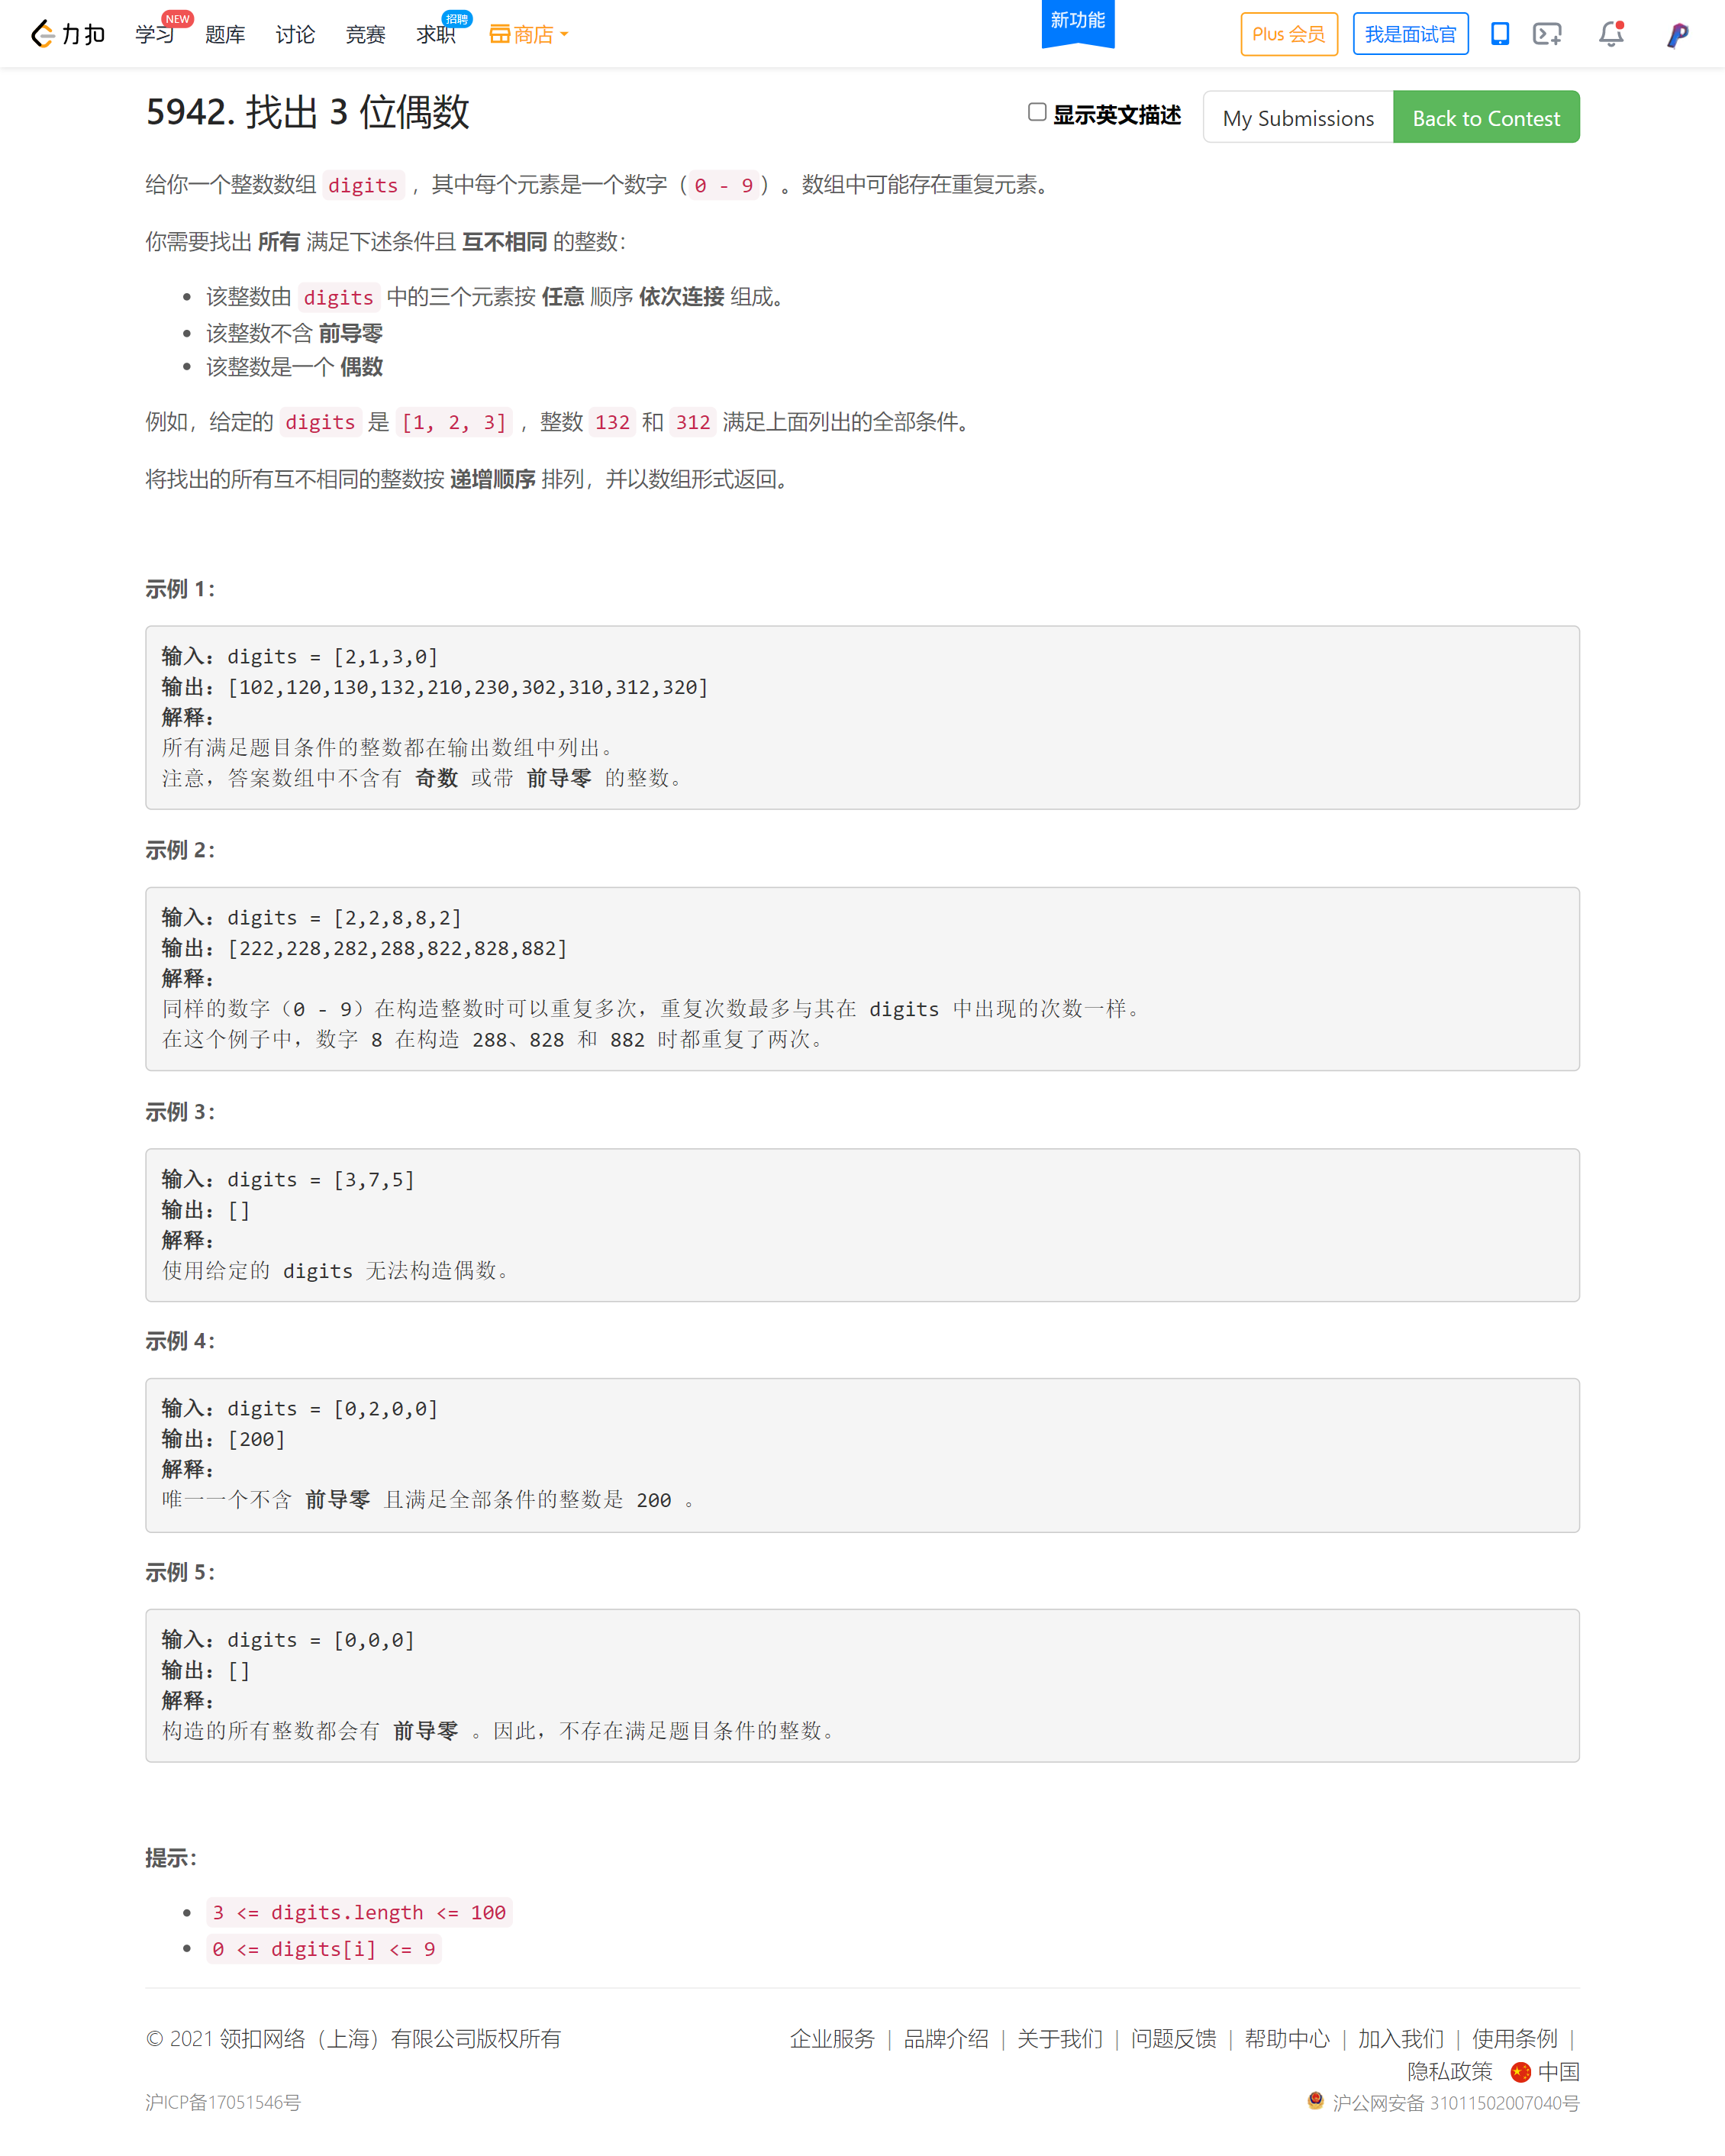 力扣 学习 NEW 题库 讨论 竞赛 求职 招聘 商店 新功能 Plus 会员 我是面试官
5942. 找出 3 位偶数 显示英文描述 My Submissions Back to Contest
给你一个整数数组 digits ，其中每个元素是一个数字（0 - 9）。数组中可能存在重复元素。
你需要找出 所有 满足下述条件且 互不相同 的整数：
• 该整数由 digits 中的三个元素按 任意 顺序 依次连接 组成。
• 该整数不含 前导零
• 该整数是一个 偶数
例如，给定的 digits 是 [1, 2, 3] ，整数 132 和 312 满足上面列出的全部条件。
将找出的所有互不相同的整数按 递增顺序 排列，并以数组形式返回。
示例 1：
输入：digits = [2,1,3,0]
输出：[102,120,130,132,210,230,302,310,312,320]
解释：
所有满足题目条件的整数都在输出数组中列出。
注意，答案数组中不含有 奇数 或带 前导零 的整数。
示例 2：
输入：digits = [2,2,8,8,2]
输出：[222,228,282,288,822,828,882]
解释：
同样的数字（0 - 9）在构造整数时可以重复多次，重复次数最多与其在 digits 中出现的次数一样。
在这个例子中，数字 8 在构造 288、828 和 882 时都重复了两次。
示例 3：
输入：digits = [3,7,5]
输出：[]
解释：
使用给定的 digits 无法构造偶数。
示例 4：
输入：digits = [0,2,0,0]
输出：[200]
解释：
唯一一个不含 前导零 且满足全部条件的整数是 200 。
示例 5：
输入：digits = [0,0,0]
输出：[]
解释：
构造的所有整数都会有 前导零 。因此，不存在满足题目条件的整数。
提示：
• 3 <= digits.length <= 100
• 0 <= digits[i] <= 9
© 2021 领扣网络（上海）有限公司版权所有 企业服务 | 品牌介绍 | 关于我们 | 问题反馈 | 帮助中心 | 加入我们 | 使用条例 |
隐私政策 中国
沪ICP备17051546号 沪公网安备 31011502007040号